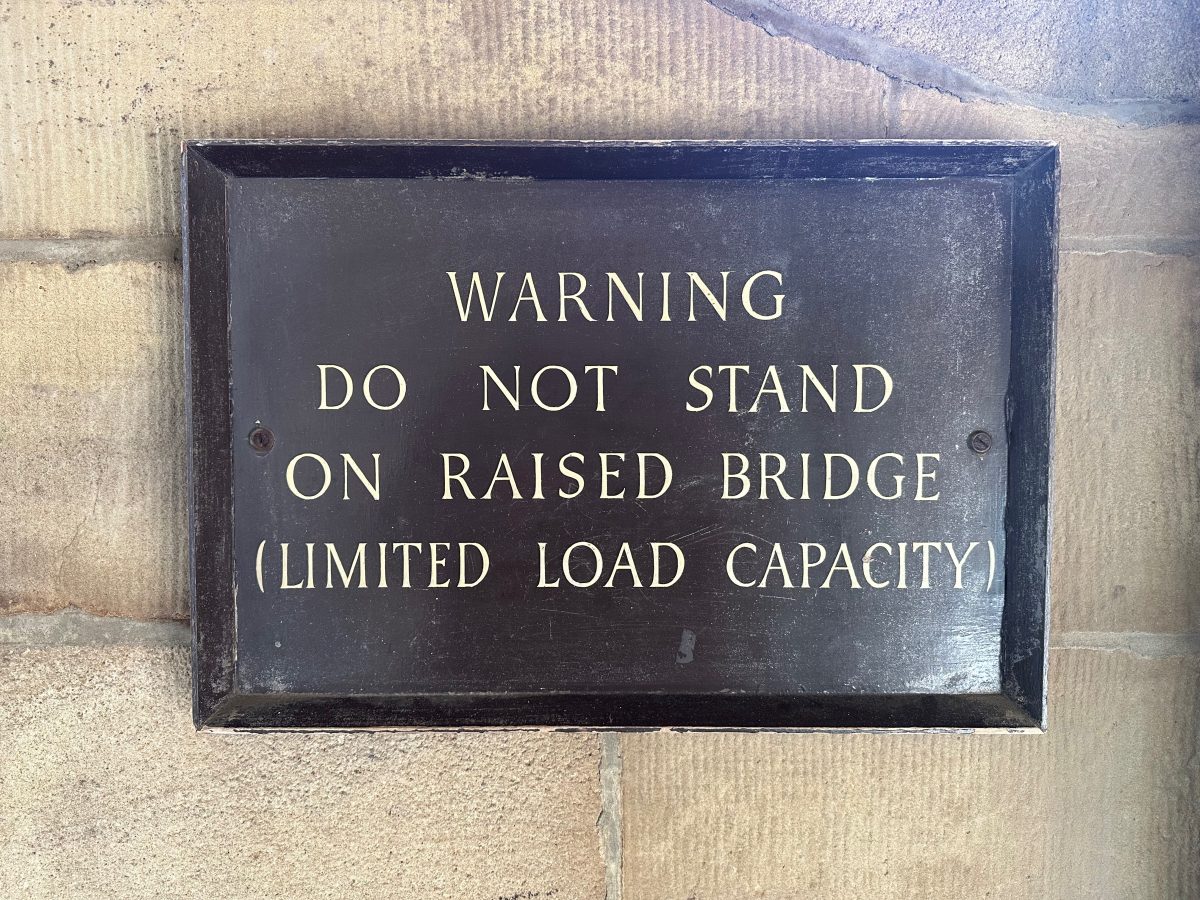 WARNING
DO NOT STAND
ON RAISED BRIDGE
(LIMITED LOAD CAPACITY)